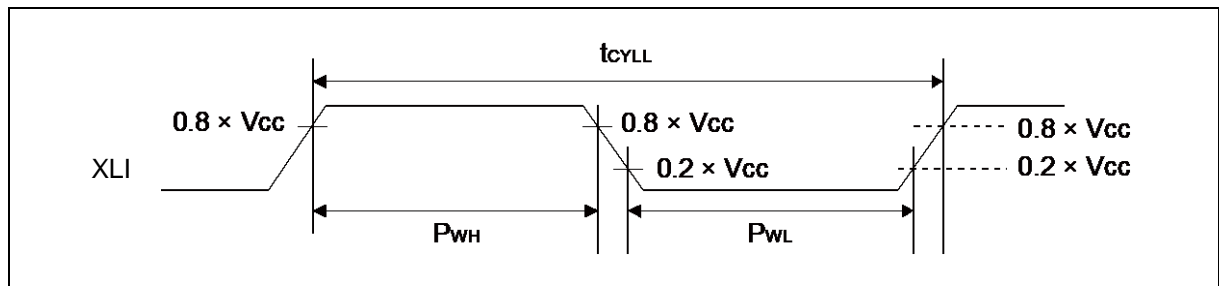 tCYLL
0.8 × Vcc
0.8 × Vcc
0.8 × Vcc
XLI
0.2 × Vcc
0.2 × Vcc
PWH
PWL